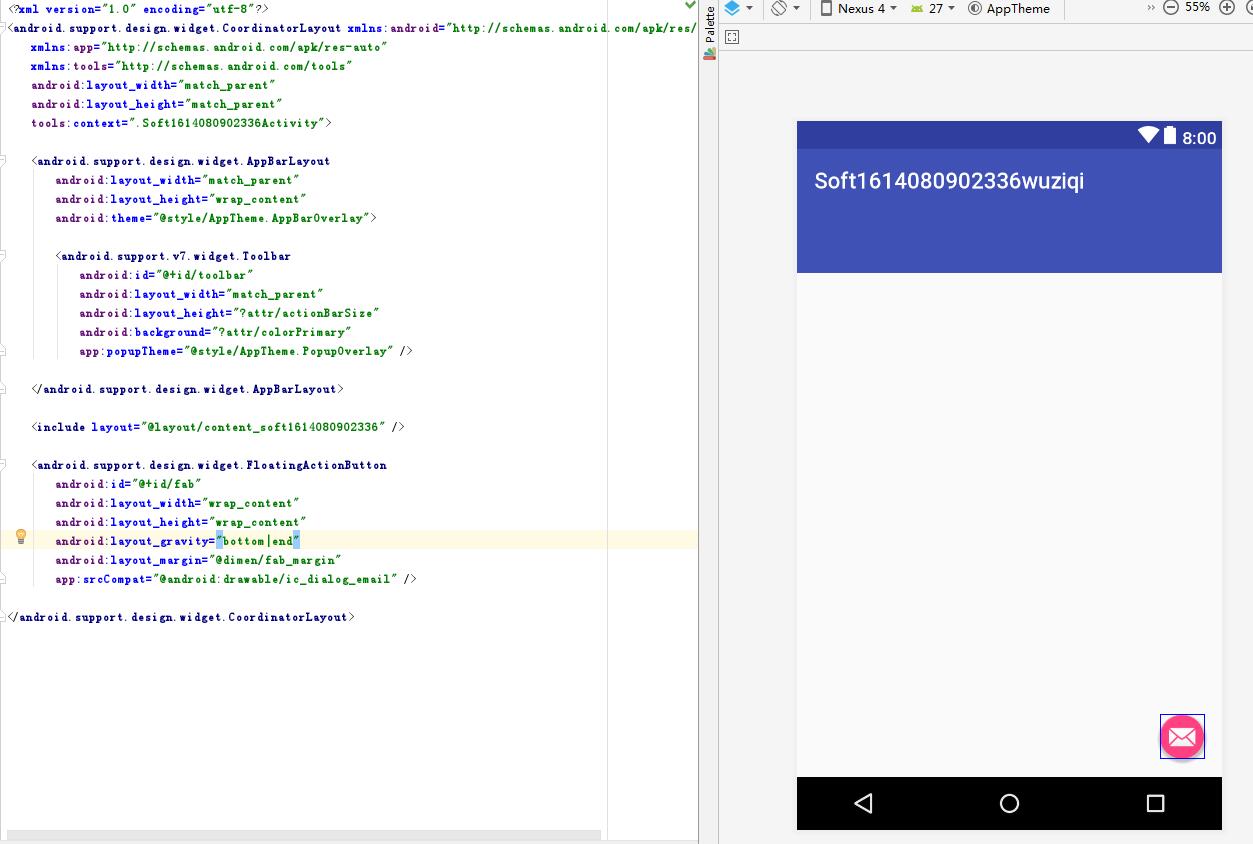 <?xml version="1.0" encoding="utf-8"?>
<android.support.design.widget.CoordinatorLayout xmlns:android="http://schemas.android.com/apk/res/
xmlns:app="http://schemas.android.com/apk/res-auto"
xmlns:tools="http://schemas.android.com/tools"
android:layout_width="match_parent"
android:layout_height="match_parent"
tools:context=".Soft1614080902336Activity">
<android.support.design.widget.AppBarLayout
android:layout_width="match_parent"
android:layout_height="wrap_content"
android:theme="@style/AppTheme.AppBarOverlay">
<android.support.v7.widget.Toolbar
android:id="@+id/toolbar"
android:layout_width="match_parent"
android:layout_height="?attr/actionBarSize"
android:background="?attr/colorPrimary"
app:popupTheme="@style/AppTheme.PopupOverlay" />
</android.support.design.widget.AppBarLayout>
<include layout="@layout/content_soft1614080902336" />
<android.support.design.widget.FloatingActionButton
android:id="@+id/fab"
android:layout_width="wrap_content"
android:layout_height="wrap_content"
android:layout_gravity="bottom|end"
android:layout_margin="@dimen/fab_margin"
app:srcCompat="@android:drawable/ic_dialog_email" />
</android.support.design.widget.CoordinatorLayout>
Palette
Nexus 4
27
AppTheme
55%
8:00
Soft1614080902336wuziqi